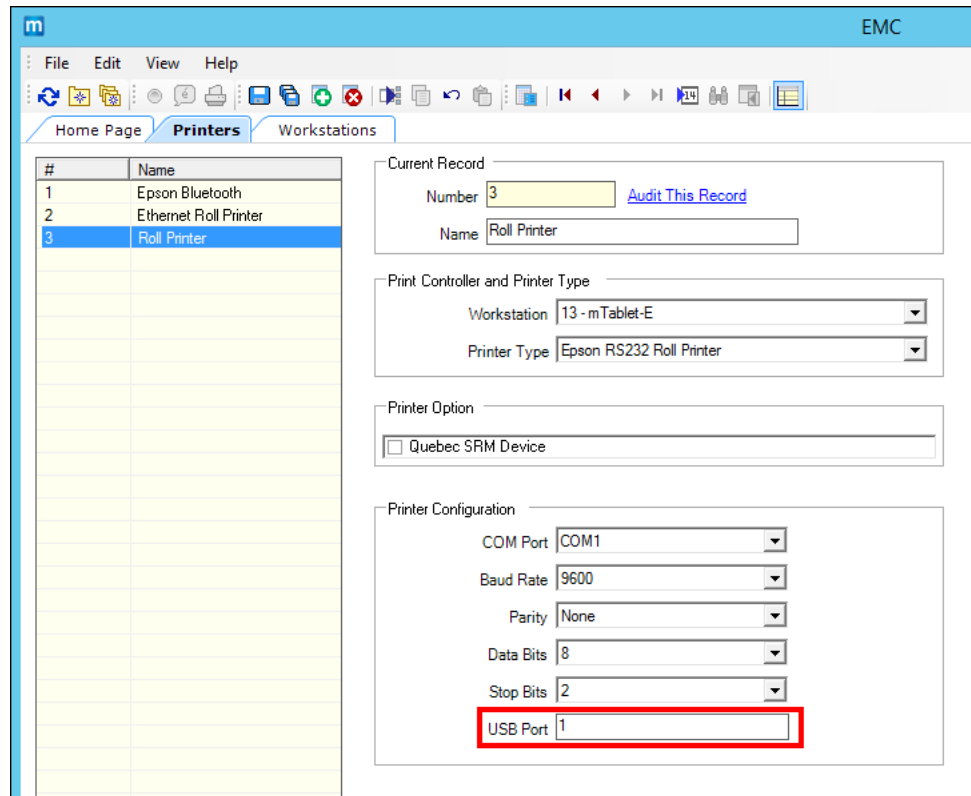 m EMC
File Edit View Help
14
Home Page Printers Workstations
# Name
1 Epson Bluetooth
2 Ethernet Roll Printer
3 Roll Printer
Current Record
Number 3 Audit This Record
Name Roll Printer
Print Controller and Printer Type
Workstation 13 - mTablet-E
Printer Type Epson RS232 Roll Printer
Printer Option
Quebec SRM Device
Printer Configuration
COM Port COM1
Baud Rate 9600
Parity None
Data Bits 8
Stop Bits 2
USB Port 1